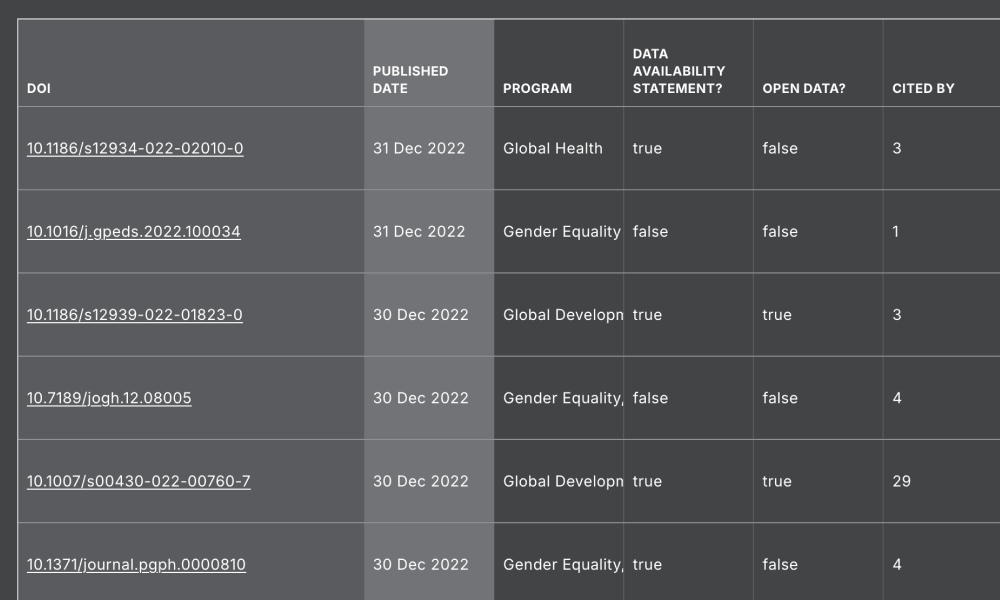 DOI PUBLISHED DATE PROGRAM DATA AVAILABILITY STATEMENT? OPEN DATA? CITED BY
10.1186/s12934-022-02010-0 31 Dec 2022 Global Health true false 3
10.1016/j.gpeds.2022.100034 31 Dec 2022 Gender Equality false false 1
10.1186/s12939-022-01823-0 30 Dec 2022 Global Developn true true 3
10.7189/jogh.12.08005 30 Dec 2022 Gender Equality, false false 4
10.1007/s00430-022-00760-7 30 Dec 2022 Global Developn true true 29
10.1371/journal.pgph.0000810 30 Dec 2022 Gender Equality, true false 4